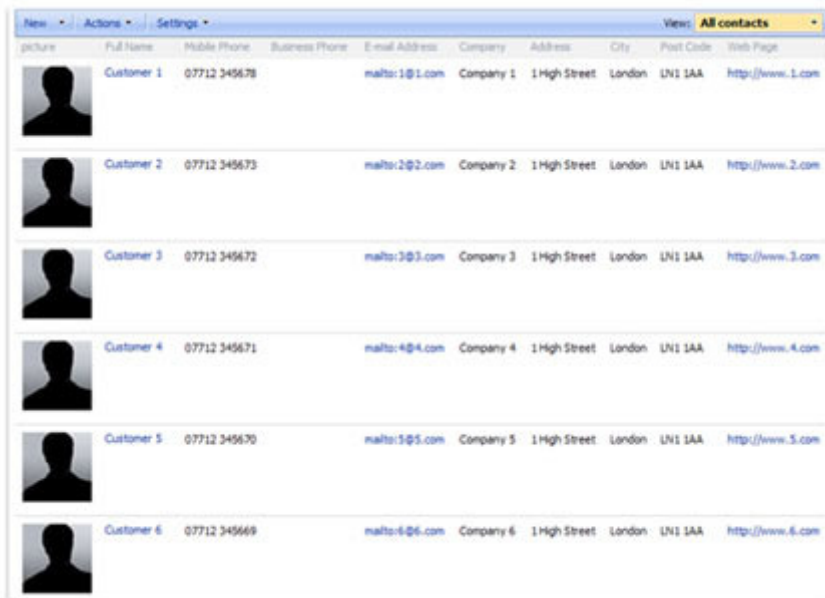 New Actions Settings View: All contacts
picture Full Name Mobile Phone Business Phone E-mail Address Company Address City Post Code Web Page
Customer 1 07712 345678 mailto:1@1.com Company 1 1 High Street London LN1 1AA http://www.1.com
Customer 2 07712 345673 mailto:2@2.com Company 2 1 High Street London LN1 1AA http://www.2.com
Customer 3 07712 345672 mailto:3@3.com Company 3 1 High Street London LN1 1AA http://www.3.com
Customer 4 07712 345671 mailto:4@4.com Company 4 1 High Street London LN1 1AA http://www.4.com
Customer 5 07712 345670 mailto:5@5.com Company 5 1 High Street London LN1 1AA http://www.5.com
Customer 6 07712 345669 mailto:6@6.com Company 6 1 High Street London LN1 1AA http://www.6.com